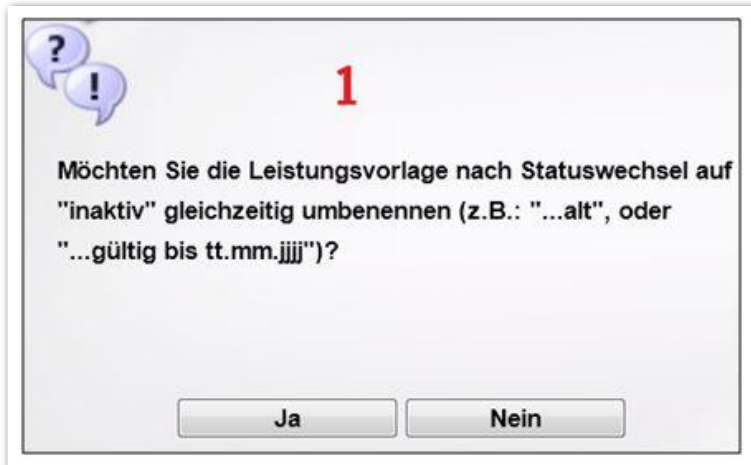 ?
!
1
Möchten Sie die Leistungsvorlage nach Statuswechsel auf
"inaktiv" gleichzeitig umbenennen (z.B.: "...alt", oder
"...gültig bis tt.mm.jjjj")?
Ja Nein